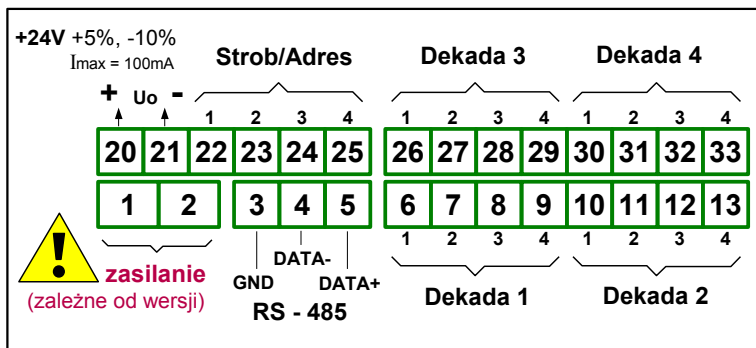 +24V +5%, -10%
Imax = 100mA
+ Uo -
Strob/Adres
Dekada 3
Dekada 4
1 2 3 4 1 2 3 4 1 2 3 4
20 21 22 23 24 25 26 27 28 29 30 31 32 33
1 2 3 4 5 6 7 8 9 10 11 12 13
1 2 3 4 1 2 3 4
!
zasilanie
(zależne od wersji)
GND
DATA-
DATA+
RS - 485
Dekada 1
Dekada 2